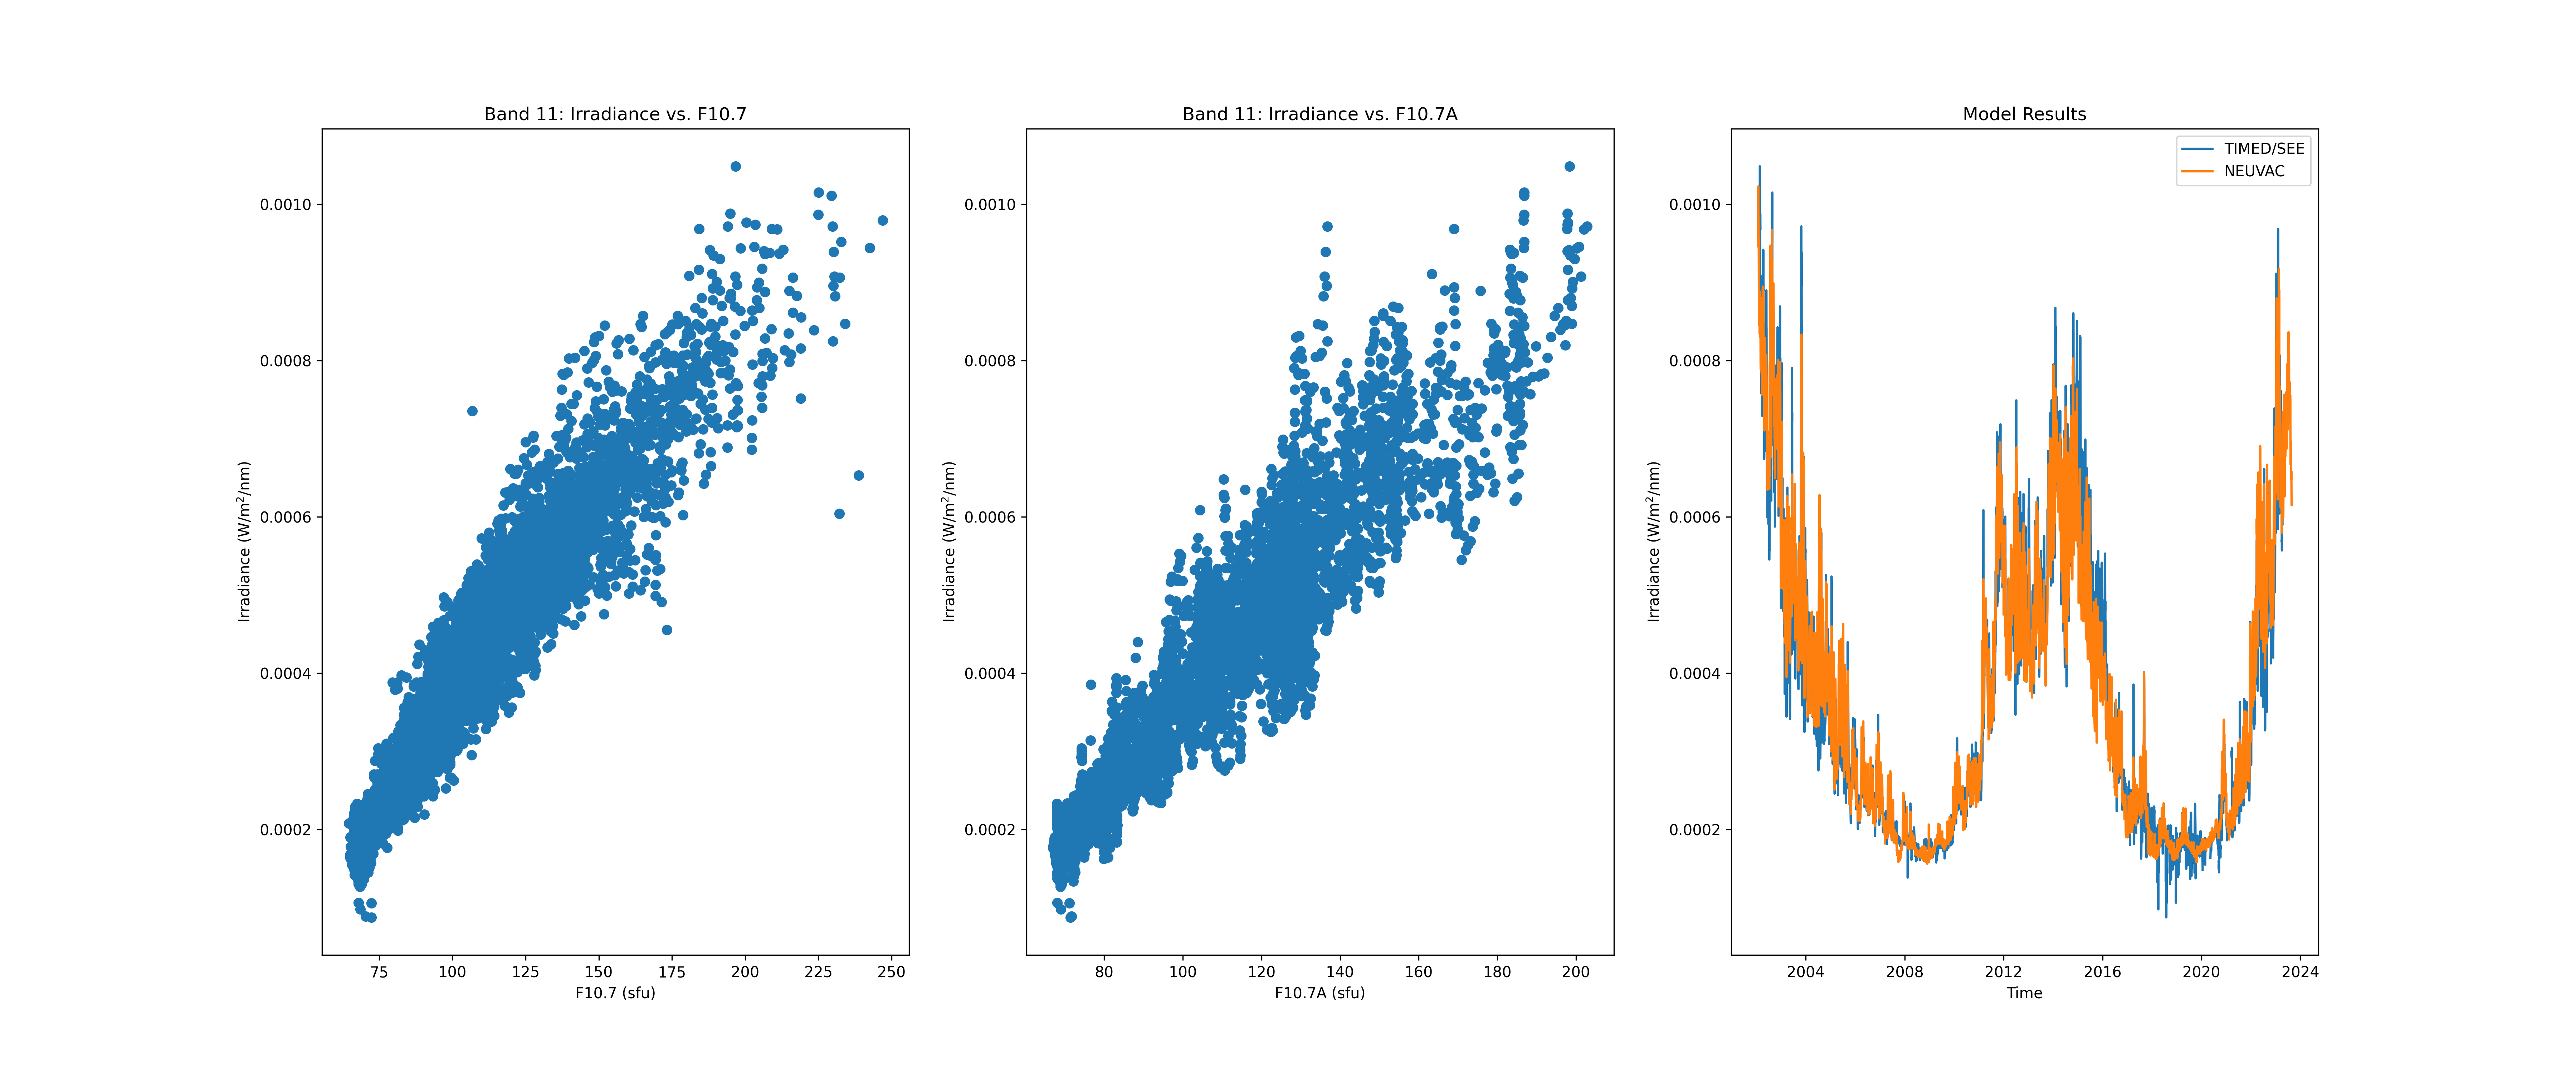 Band 11: Irradiance vs. F10.7
Irradiance (W/m²/nm)
0.0010
0.0008
0.0006
0.0004
0.0002
75 100 125 150 175 200 225 250
F10.7 (sfu)
Band 11: Irradiance vs. F10.7A
Irradiance (W/m²/nm)
0.0010
0.0008
0.0006
0.0004
0.0002
80 100 120 140 160 180 200
F10.7A (sfu)
Model Results
TIMED/SEE
NEUVAC
Irradiance (W/m²/nm)
0.0010
0.0008
0.0006
0.0004
0.0002
2004 2008 2012 2016 2020 2024
Time